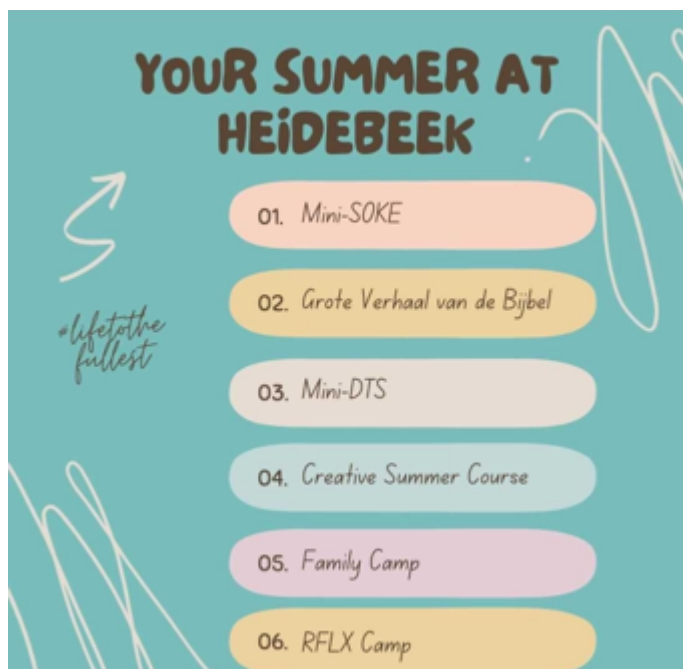 YOUR SUMMER AT
HEiDEBEEK
01. Mini-SOKE
02. Grote Verhaal van de Bijbel
#lifetothe
fullest
03. Mini-DTS
04. Creative Summer Course
05. Family Camp
06. RFLX Camp